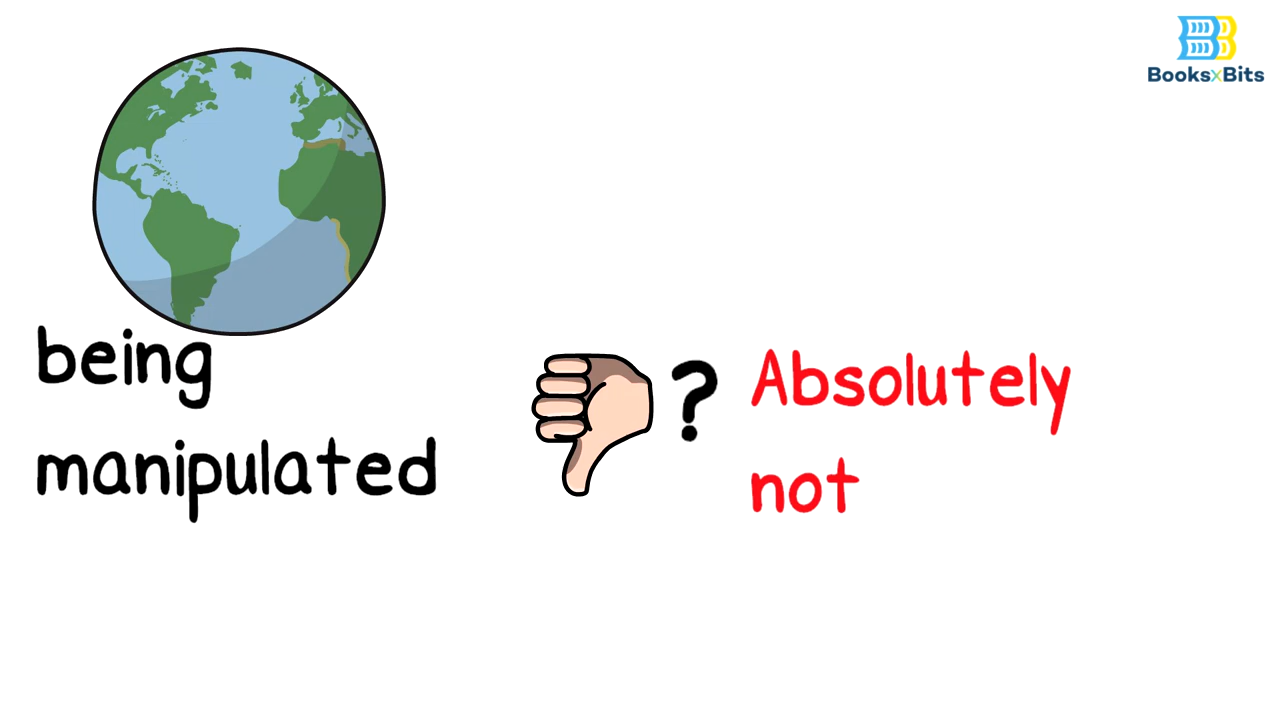 BooksxBits
being
manipulated
?
Absolutely
not